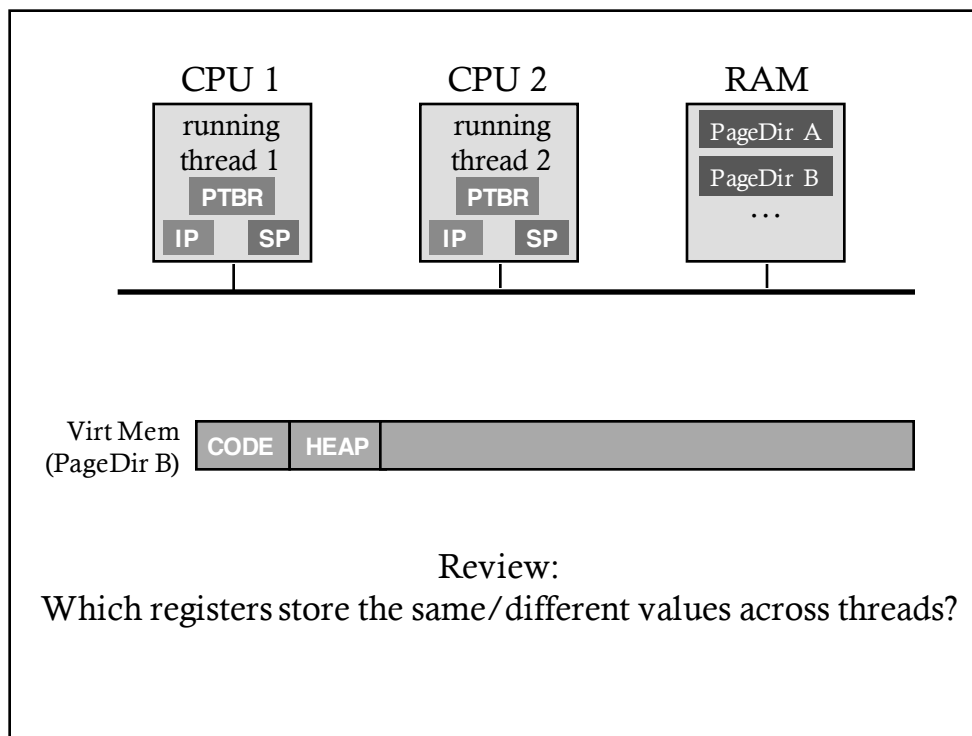 CPU 1
CPU 2
RAM
running
thread 1
PTBR
IP
SP
running
thread 2
PTBR
IP
SP
PageDir A
PageDir B
...
Virt Mem
(PageDir B)
CODE
HEAP
Review:
Which registers store the same/different values across threads?